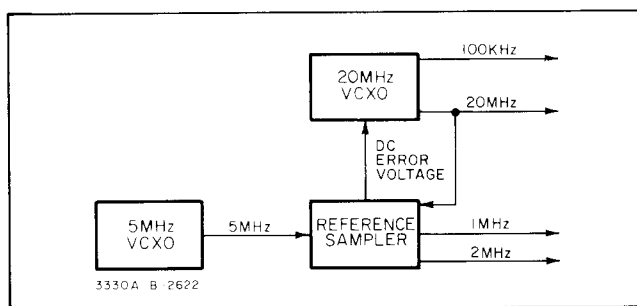 100KHz
20MHz
VCXO
20MHz
DC
ERROR
VOLTAGE
5MHz
VCXO
5MHz
REFERENCE
SAMPLER
1MHz
2MHz
3330A B-2622